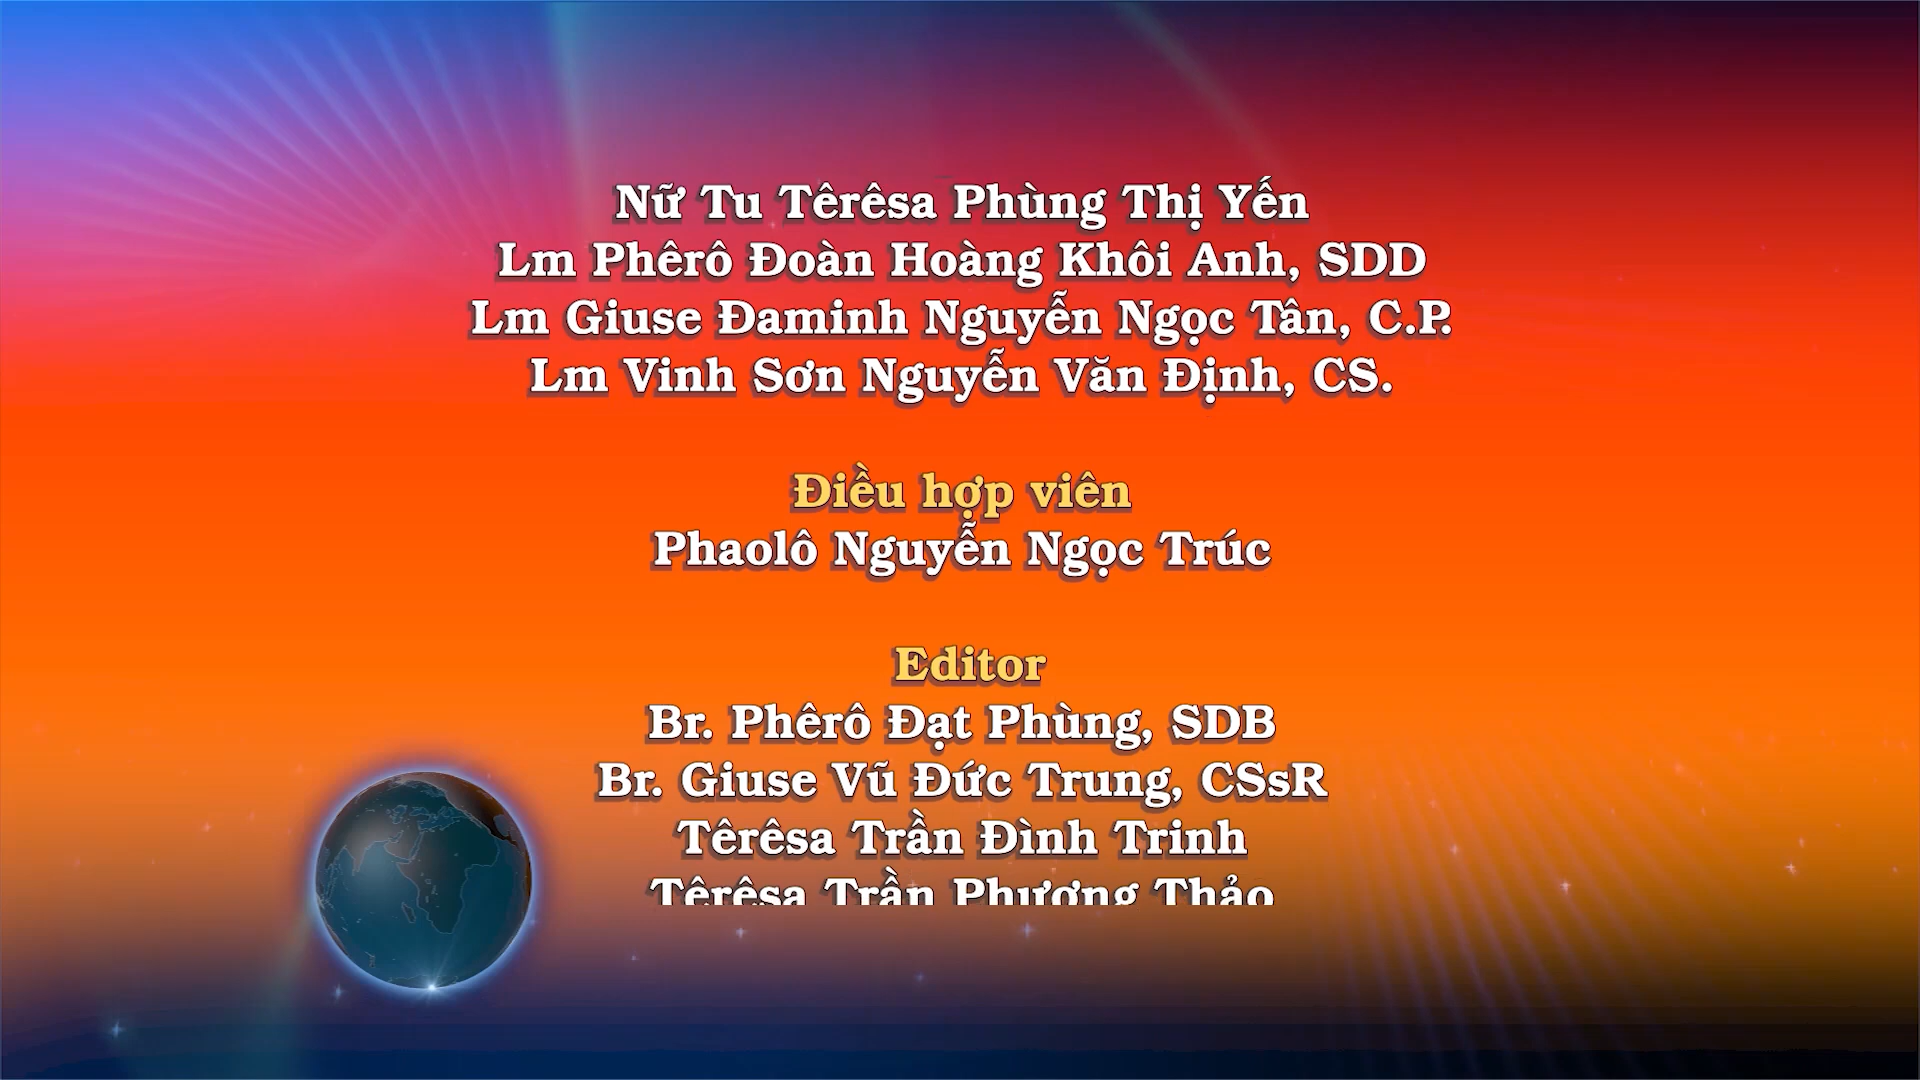 Nữ Tu Têrêsa Phùng Thị Yến
Lm Phêrô Đoàn Hoàng Khôi Anh, SDD
Lm Giuse Đaminh Nguyễn Ngọc Tân, C.P.
Lm Vinh Sơn Nguyễn Văn Định, CS.
Điều hợp viên
Phaolô Nguyễn Ngọc Trúc
Editor
Br. Phêrô Đạt Phùng, SDB
Br. Giuse Vũ Đức Trung, CSsR
Têrêsa Trần Đình Trinh
Têrêsa Trần Phương Thảo